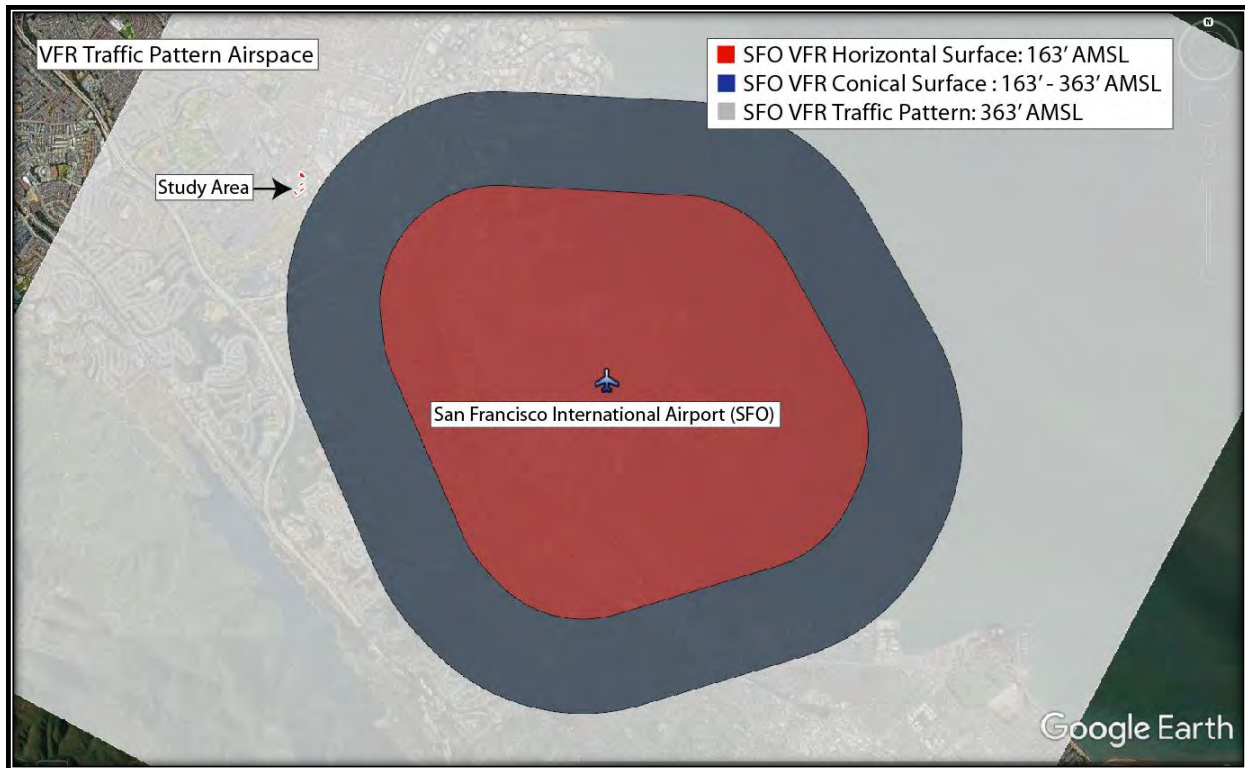 VFR Traffic Pattern Airspace
SFO VFR Horizontal Surface: 163' AMSL
SFO VFR Conical Surface : 163' - 363' AMSL
SFO VFR Traffic Pattern: 363' AMSL
N
Study Area
San Francisco International Airport (SFO)
Google Earth